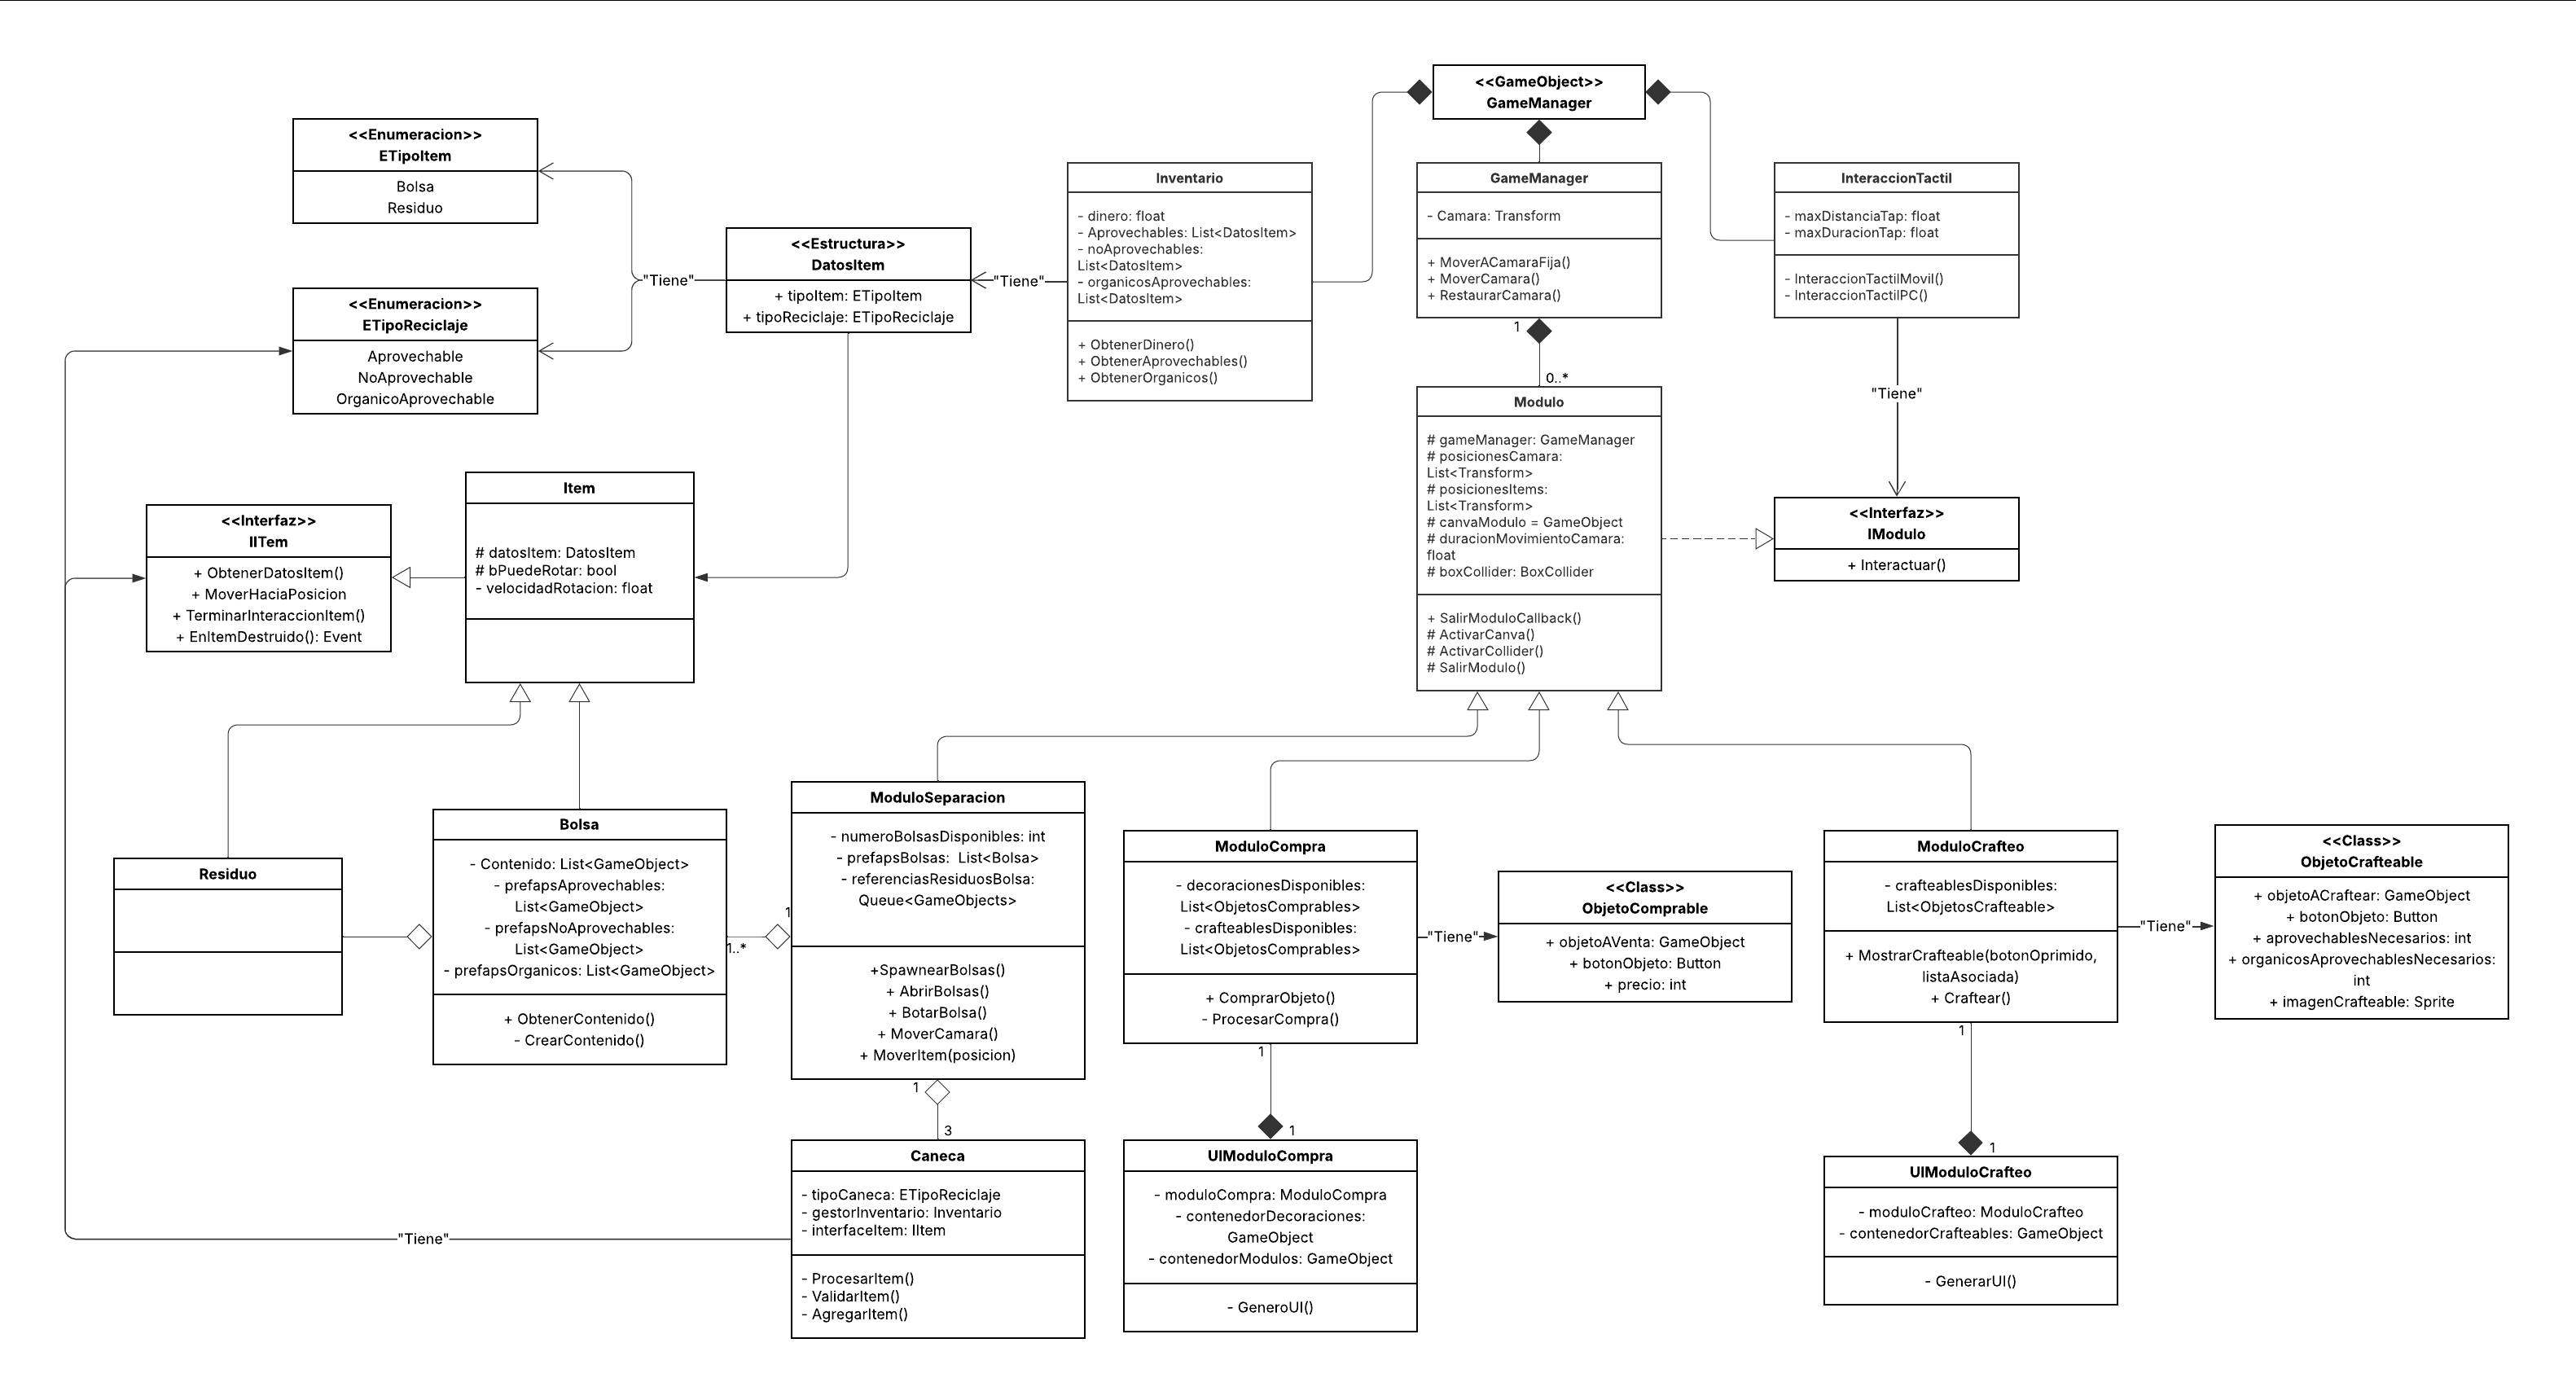 <<GameObject>>
GameManager
<<Enumeracion>>
ETipoItem
Bolsa
Residuo
<<Enumeracion>>
ETipoReciclaje
Aprovechable
NoAprovechable
OrganicoAprovechable
"Tiene"
<<Estructura>>
DatosItem
+ tipoItem: ETipoItem
+ tipoReciclaje: ETipoReciclaje
"Tiene"
Inventario
- dinero: float
- Aprovechables: List<DatosItem>
- noAprovechables:
List<DatosItem>
- organicosAprovechables:
List<DatosItem>
+ ObtenerDinero()
+ ObtenerAprovechables()
+ ObtenerOrganicos()
GameManager
- Camara: Transform
+ MoverACamaraFija()
+ MoverCamara()
+ RestaurarCamara()
1
0..*
InteraccionTactil
- maxDistanciaTap: float
- maxDuracionTap: float
- InteraccionTactilMovil()
- InteraccionTactilPC()
"Tiene"
Modulo
# gameManager: GameManager
# posicionesCamara:
List<Transform>
# posicionesItems:
List<Transform>
# canvaModulo = GameObject
# duracionMovimientoCamara:
float
# boxCollider: BoxCollider
+ SalirModuloCallback()
# ActivarCanva()
# ActivarCollider()
# SalirModulo()
<<Interfaz>>
IModulo
+ Interactuar()
<<Interfaz>>
IITem
+ ObtenerDatosItem()
+ MoverHaciaPosicion
+ TerminarInteraccionItem()
+ EnItemDestruido(): Event
Item
# datosItem: DatosItem
# bPuedeRotar: bool
- velocidadRotacion: float
Residuo
Bolsa
- Contenido: List<GameObject>
- prefapsAprovechables:
List<GameObject>
- prefapsNoAprovechables:
List<GameObject>
- prefapsOrganicos: List<GameObject>
+ ObtenerContenido()
- CrearContenido()
1
1..*
ModuloSeparacion
- numeroBolsasDisponibles: int
- prefapsBolsas:  List<Bolsa>
- referenciasResiduosBolsa:
Queue<GameObjects>
+SpawnearBolsas()
+ AbrirBolsas()
+ BotarBolsa()
+ MoverCamara()
+ MoverItem(posicion)
1
3
ModuloCompra
- decoracionesDisponibles:
List<ObjetosComprables>
- crafteablesDisponibles:
List<ObjetosComprables>
+ ComprarObjeto()
- ProcesarCompra()
1
1
"Tiene"
<<Class>>
ObjetoComprable
+ objetoAVenta: GameObject
+ botonObjeto: Button
+ precio: int
ModuloCrafteo
- crafteablesDisponibles:
List<ObjetosCrafteable>
+ MostrarCrafteable(botonOprimido,
listaAsociada)
+ Craftear()
1
1
"Tiene"
<<Class>>
ObjetoCrafteable
+ objetoACraftear: GameObject
+ botonObjeto: Button
+ aprovechablesNecesarios: int
+ organicosAprovechablesNecesarios:
int
+ imagenCrafteable: Sprite
"Tiene"
Caneca
- tipoCaneca: ETipoReciclaje
- gestorInventario: Inventario
- interfaceItem: IItem
- ProcesarItem()
- ValidarItem()
- AgregarItem()
UIModuloCompra
- moduloCompra: ModuloCompra
- contenedorDecoraciones:
GameObject
- contenedorModulos: GameObject
- GeneroUI()
UIModuloCrafteo
- moduloCrafteo: ModuloCrafteo
- contenedorCrafteables: GameObject
- GenerarUI()